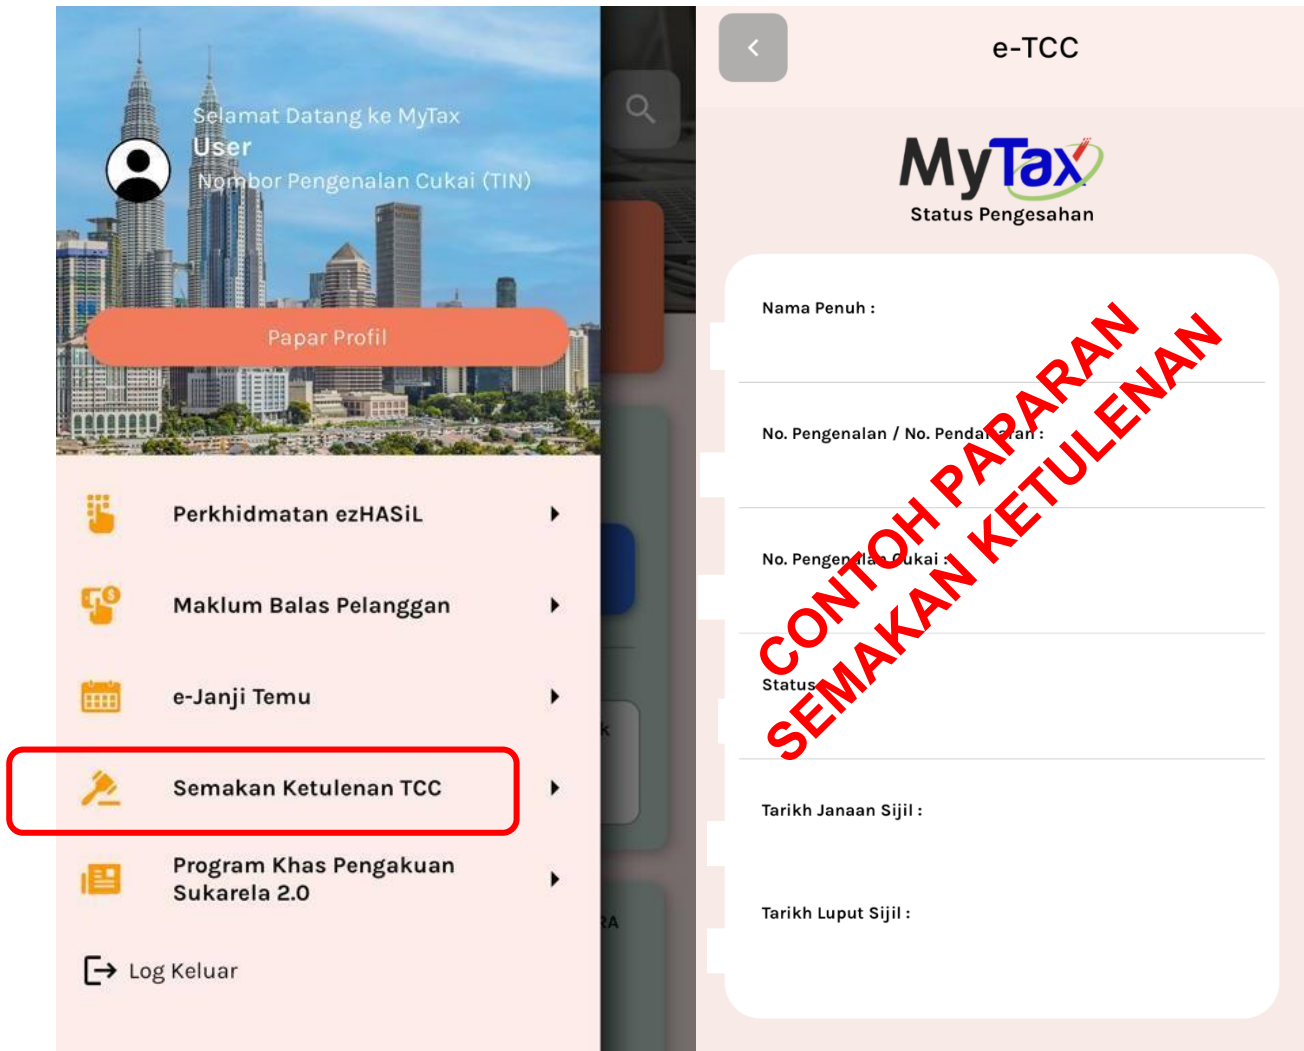 Selamat Datang ke MyTax
User
Nombor Pengenalan Cukai (TIN)
Papar Profil
Perkhidmatan ezHASiL
Maklum Balas Pelanggan
e-Janji Temu
Semakan Ketulenan TCC
Program Khas Pengakuan
Sukarela 2.0
Log Keluar
k
RA
e-TCC
MyTax
Status Pengesahan
Nama Penuh :
No. Pengenalan / No. Pendaftaran :
No. Pengenalan Cukai :
Status
Tarikh Janaan Sijil :
Tarikh Luput Sijil :
CONTOH PAPARAN
SEMAKAN KETULENAN